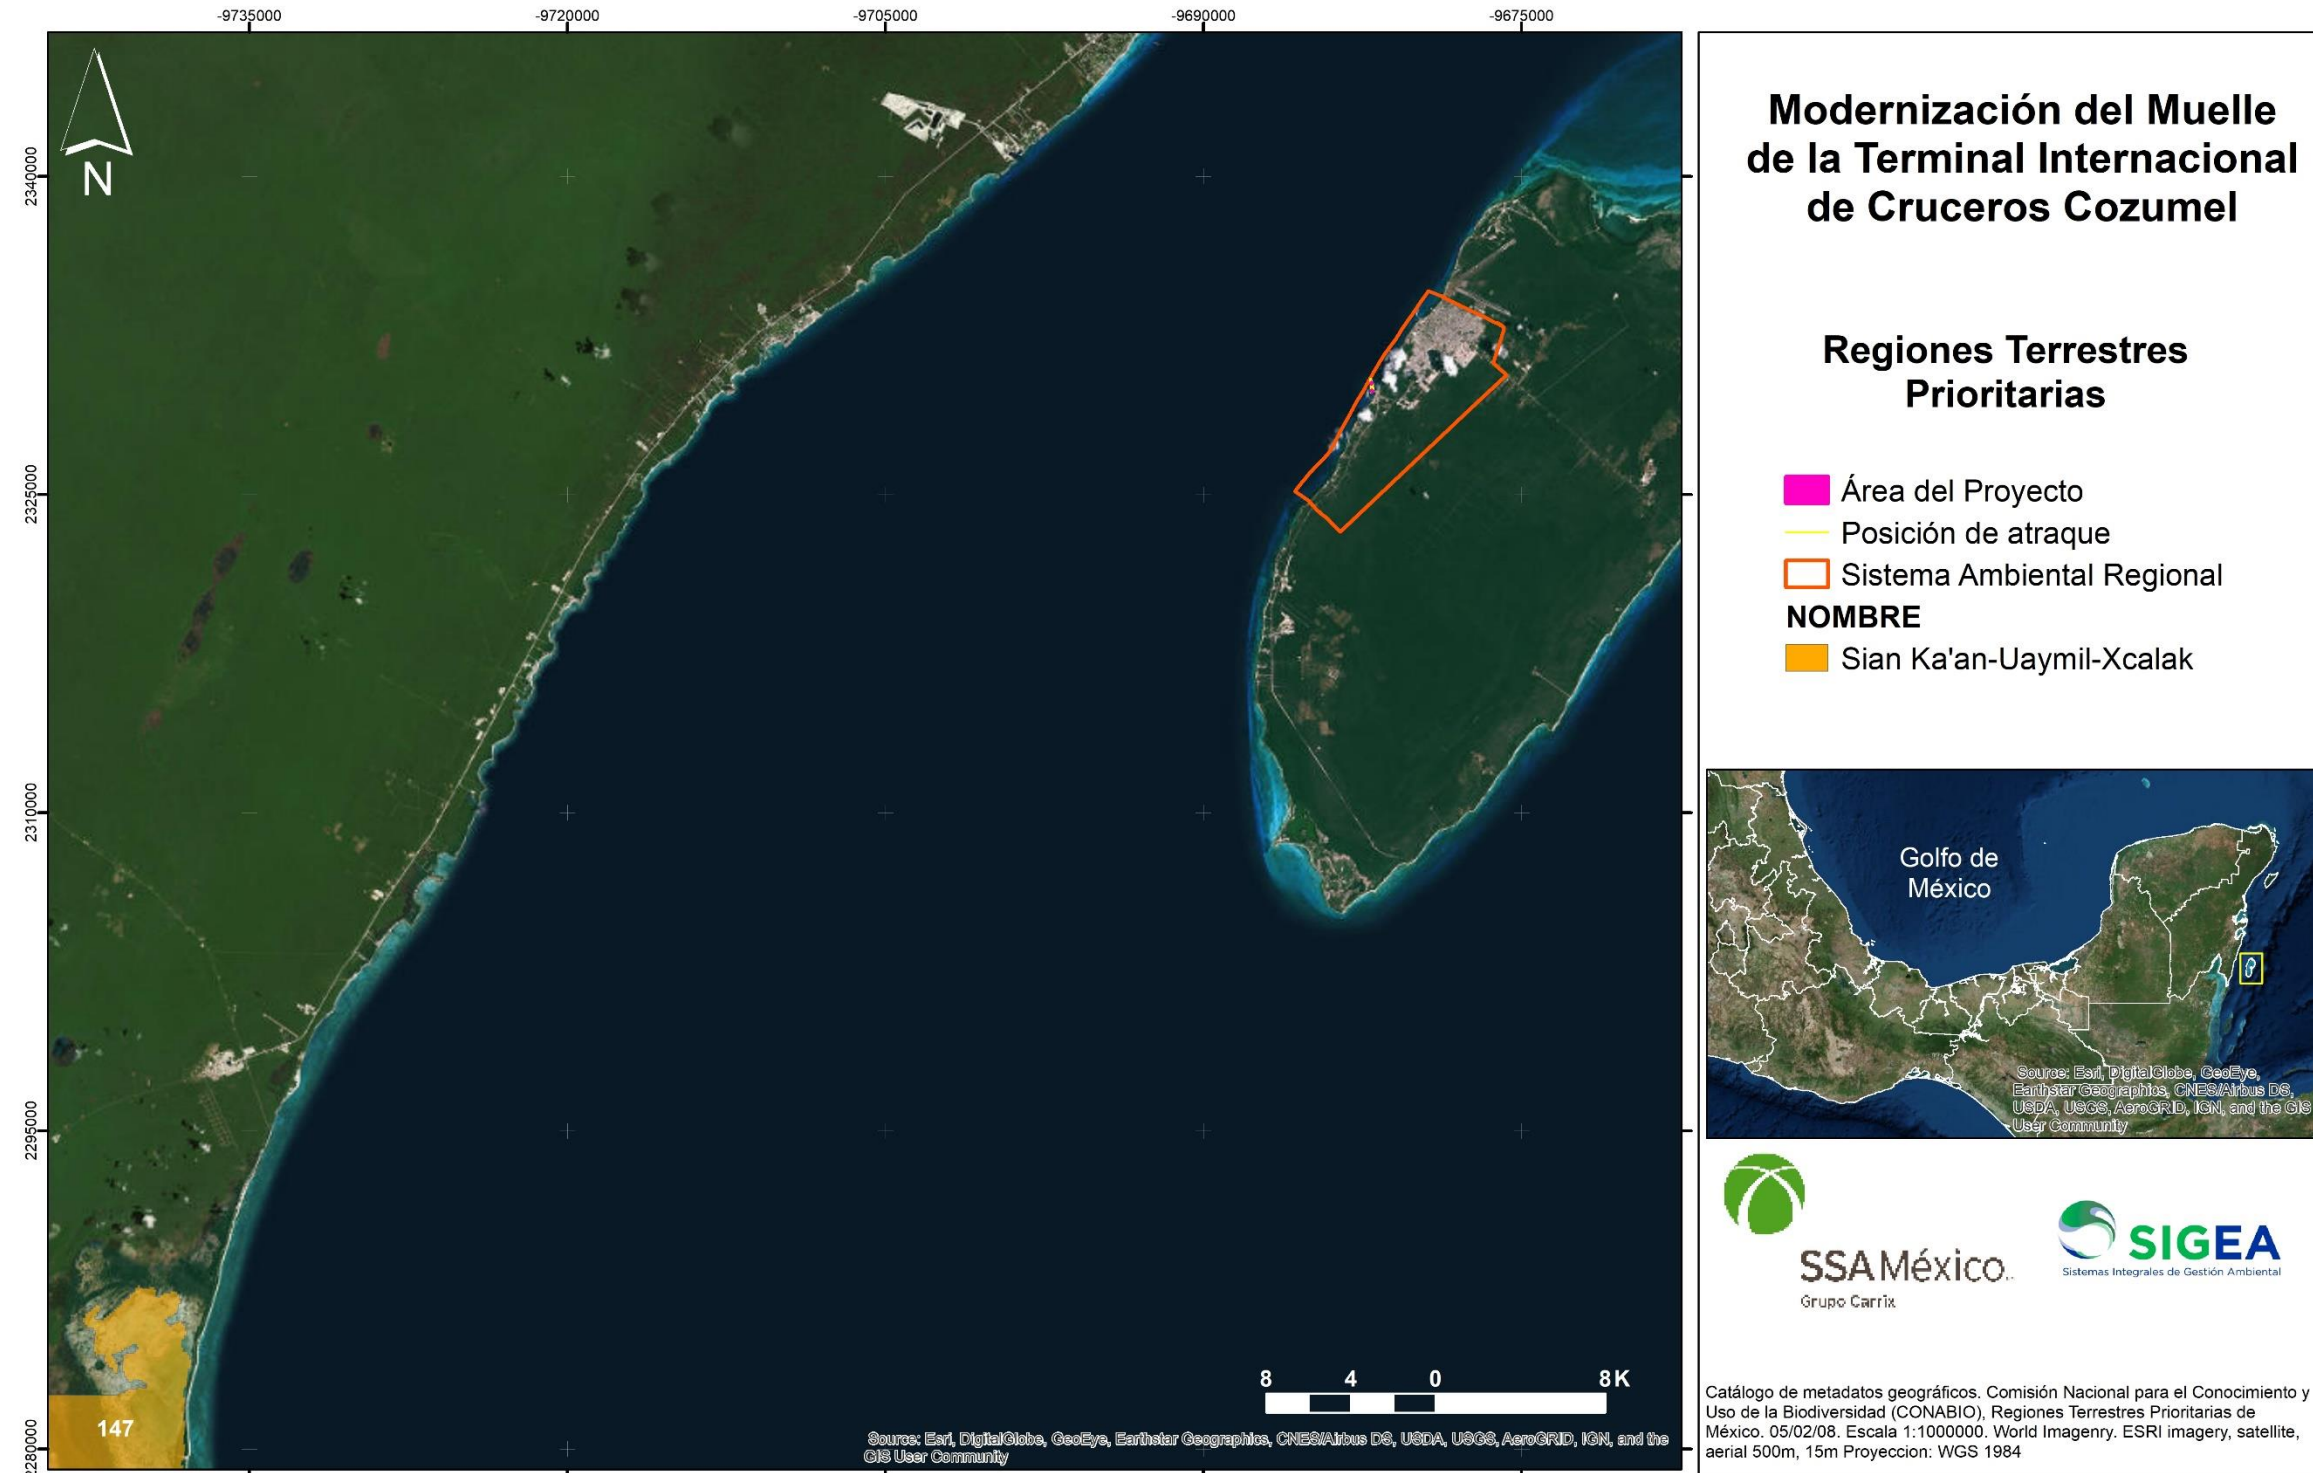 -9735000
-9720000
-9705000
-9690000
-9675000
2340000
2325000
2310000
2295000
2280000
N
147
8 4 0 8K
Source: Esri, DigitalGlobe, GeoEye, Earthstar Geographics, CNES/Airbus DS, USDA, USGS, AeroGRID, IGN, and the
GIS User Community
Modernización del Muelle
de la Terminal Internacional
de Cruceros Cozumel
Regiones Terrestres
Prioritarias
Área del Proyecto
Posición de atraque
Sistema Ambiental Regional
NOMBRE
Sian Ka'an-Uaymil-Xcalak
Golfo de
México
Source: Esri, DigitalGlobe, GeoEye,
Earthstar Geographics, CNES/Airbus DS,
USDA, USGS, AeroGRID, IGN, and the GIS
User Community
SSA México
Grupo Carrix
SIGEA
Sistemas Integrales de Gestión Ambiental
Catálogo de metadatos geográficos. Comisión Nacional para el Conocimiento y
Uso de la Biodiversidad (CONABIO), Regiones Terrestres Prioritarias de
México. 05/02/08. Escala 1:1000000. World Imagenry. ESRI imagery, satellite,
aerial 500m, 15m Proyeccion: WGS 1984